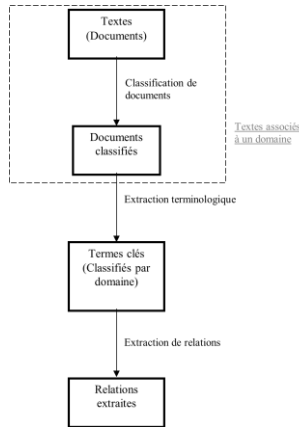 Textes
(Documents)
Classification de
documents
Documents
classifiés
Textes associés
à un domaine
Extraction terminologique
Termes clés
(Classifiés par
domaine)
Extraction de relations
Relations
extraites